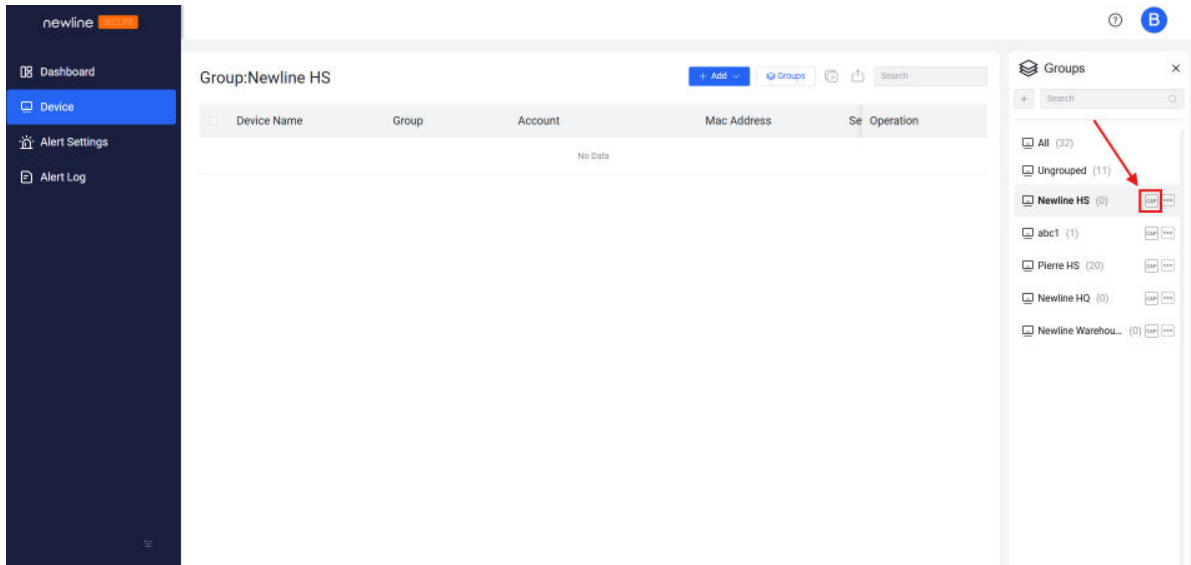 newline SECURE
B
Dashboard
Device
Alert Settings
Alert Log
Group:Newline HS
+ Add
Groups
Search
Device Name Group Account Mac Address Se Operation
No Data
Groups
Search
All (32)
Ungrouped (11)
Newline HS (0) CAP
abc1 (1) CAP
Pierre HS (20) CAP
Newline HQ (0) CAP
Newline Warehou... (0) CAP